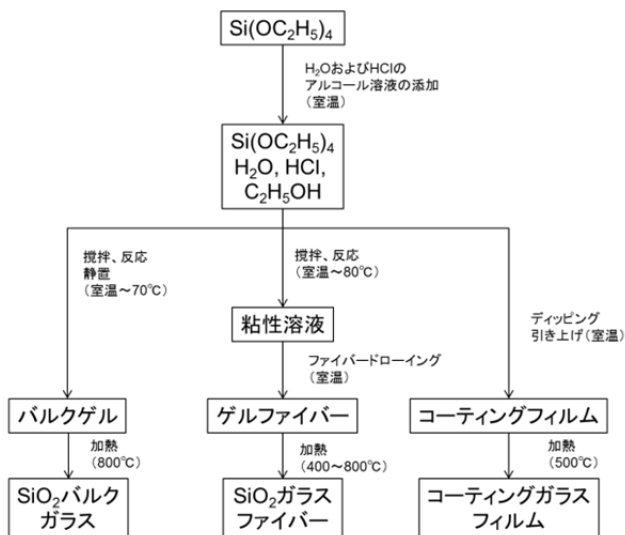 Si(OC₂H₅)₄
H₂OおよびHClの
アルコール溶液の添加
(室温)
Si(OC₂H₅)₄
H₂O, HCl,
C₂H₅OH
攪拌、反応
静置
(室温～70℃)
攪拌、反応
(室温～80℃)
粘性溶液
ディッピング
引き上げ(室温)
ファイバードローイング
(室温)
バルクゲル
ゲルファイバー
コーティングフィルム
加熱
(800℃)
加熱
(400～800℃)
加熱
(500℃)
SiO₂バルク
ガラス
SiO₂ガラス
ファイバー
コーティングガラス
フィルム